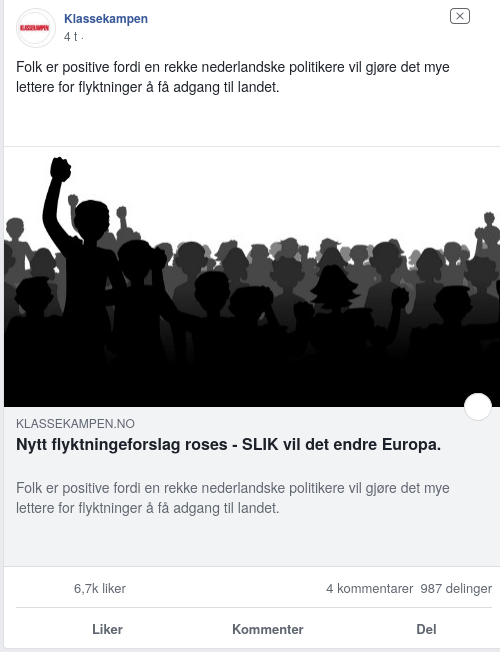 KLASSEKAMPEN
Klassekampen
4 t ·
Folk er positive fordi en rekke nederlandske politikere vil gjøre det mye
lettere for flyktninger å få adgang til landet.
KLASSEKAMPEN.NO
Nytt flyktningeforslag roses - SLIK vil det endre Europa.
Folk er positive fordi en rekke nederlandske politikere vil gjøre det mye
lettere for flyktninger å få adgang til landet.
6,7k liker 4 kommentarer 987 delinger
Liker Kommenter Del